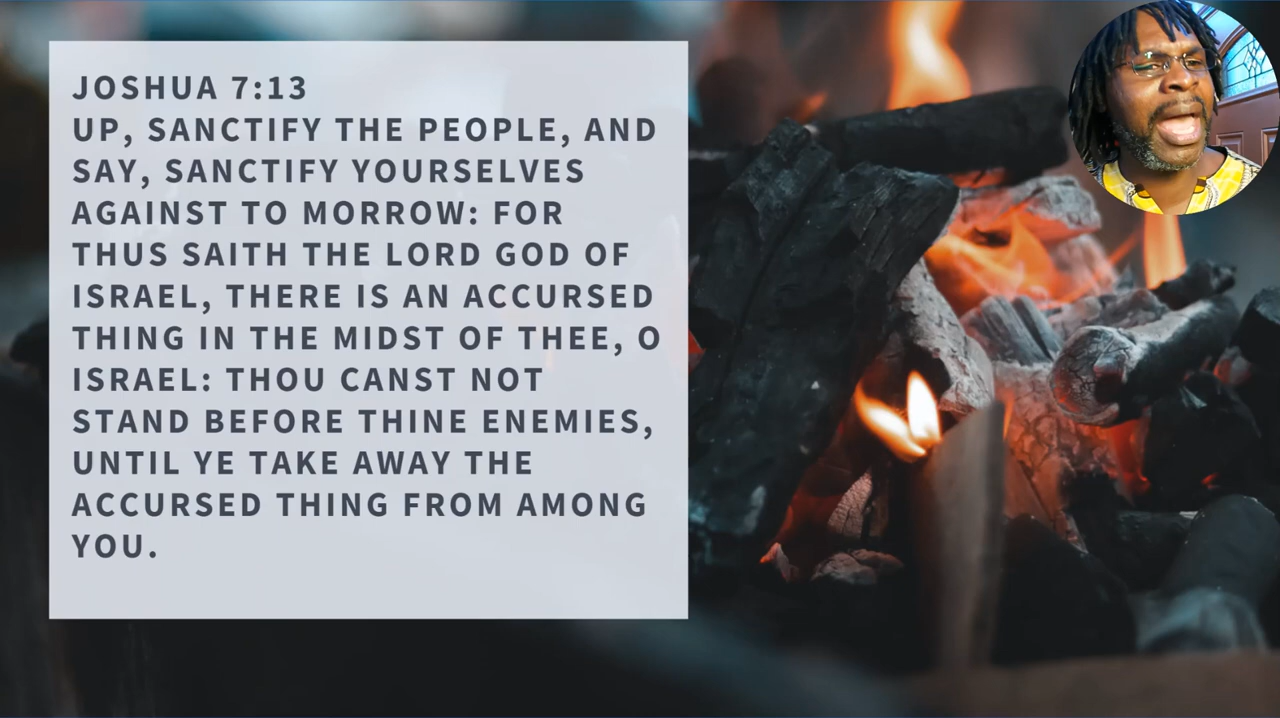 JOSHUA 7:13
UP, SANCTIFY THE PEOPLE, AND
SAY, SANCTIFY YOURSELVES
AGAINST TO MORROW: FOR
THUS SAITH THE LORD GOD OF
ISRAEL, THERE IS AN ACCURSED
THING IN THE MIDST OF THEE, O
ISRAEL: THOU CANST NOT
STAND BEFORE THINE ENEMIES,
UNTIL YE TAKE AWAY THE
ACCURSED THING FROM AMONG
YOU.